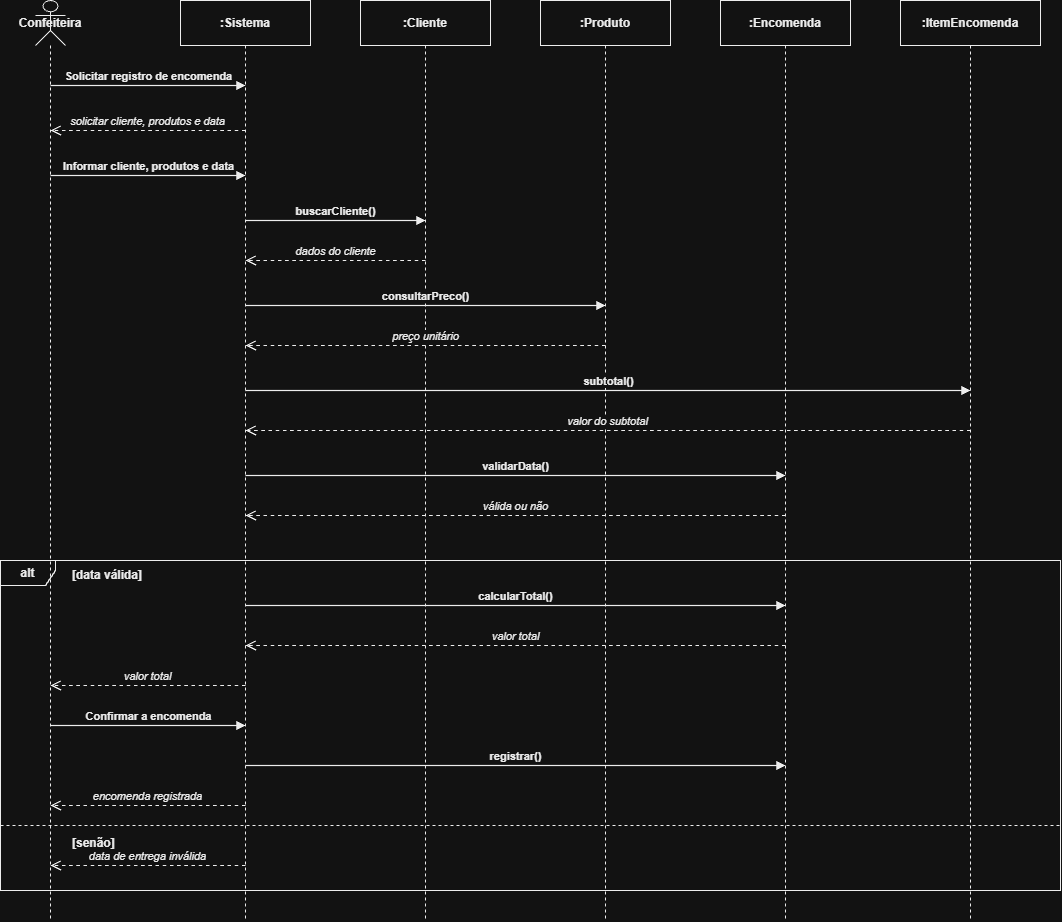 Confeiteira
:Sistema
:Cliente
:Produto
:Encomenda
:ItemEncomenda
Solicitar registro de encomenda
solicitar cliente, produtos e data
Informar cliente, produtos e data
buscarCliente()
dados do cliente
consultarPreco()
preço unitário
subtotal()
valor do subtotal
validarData()
válida ou não
alt
[data válida]
calcularTotal()
valor total
valor total
Confirmar a encomenda
registrar()
encomenda registrada
[senão]
data de entrega inválida